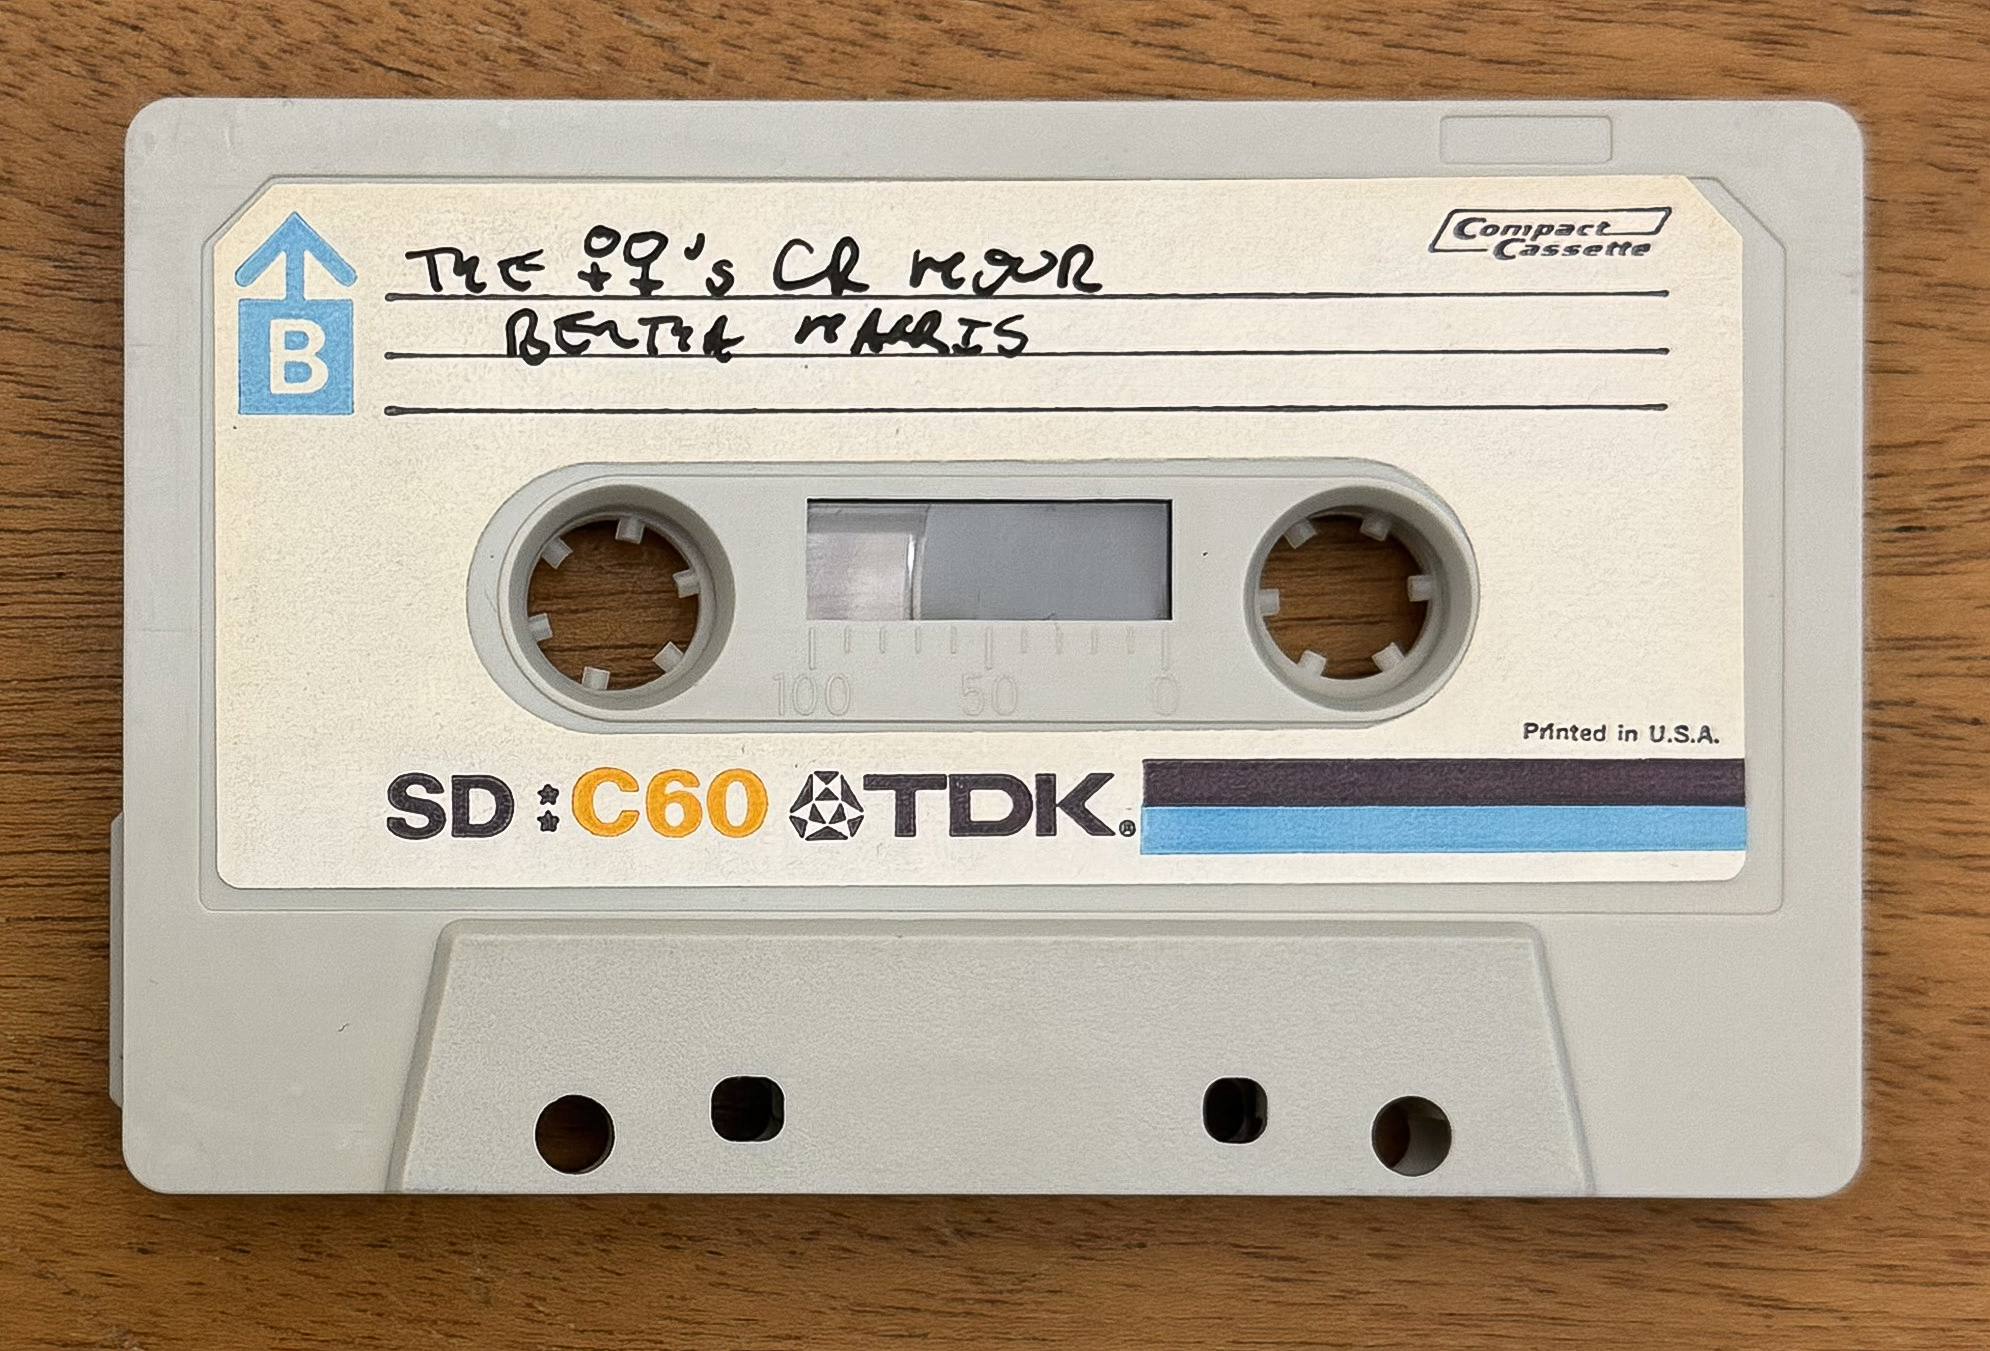 THE ♀♀'s CR HOUR
BERTHA HARRIS
Compact
Cassette
B
100 50 0
Printed in U.S.A.
SD C60 TDK®